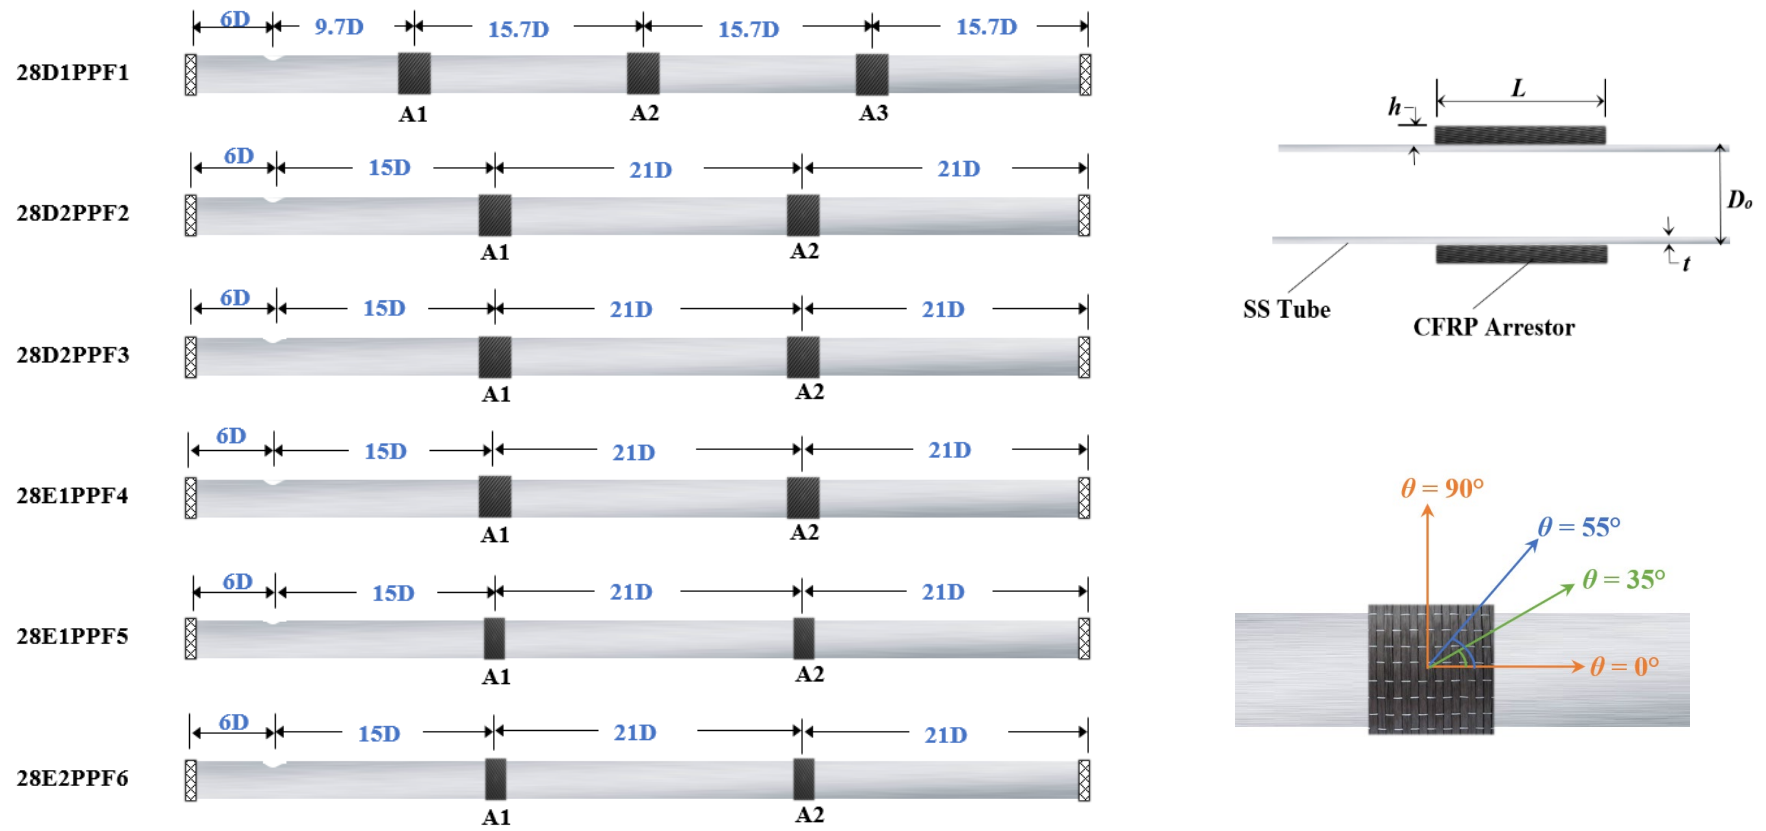 6D 9.7D 15.7D 15.7D 15.7D
28D1PPF1
A1 A2 A3
6D 15D 21D 21D
28D2PPF2
A1 A2
6D 15D 21D 21D
28D2PPF3
A1 A2
6D 15D 21D 21D
28E1PPF4
A1 A2
6D 15D 21D 21D
28E1PPF5
A1 A2
6D 15D 21D 21D
28E2PPF6
A1 A2
L
h
Do
t
SS Tube
CFRP Arrestor
θ = 90°
θ = 55°
θ = 35°
θ = 0°